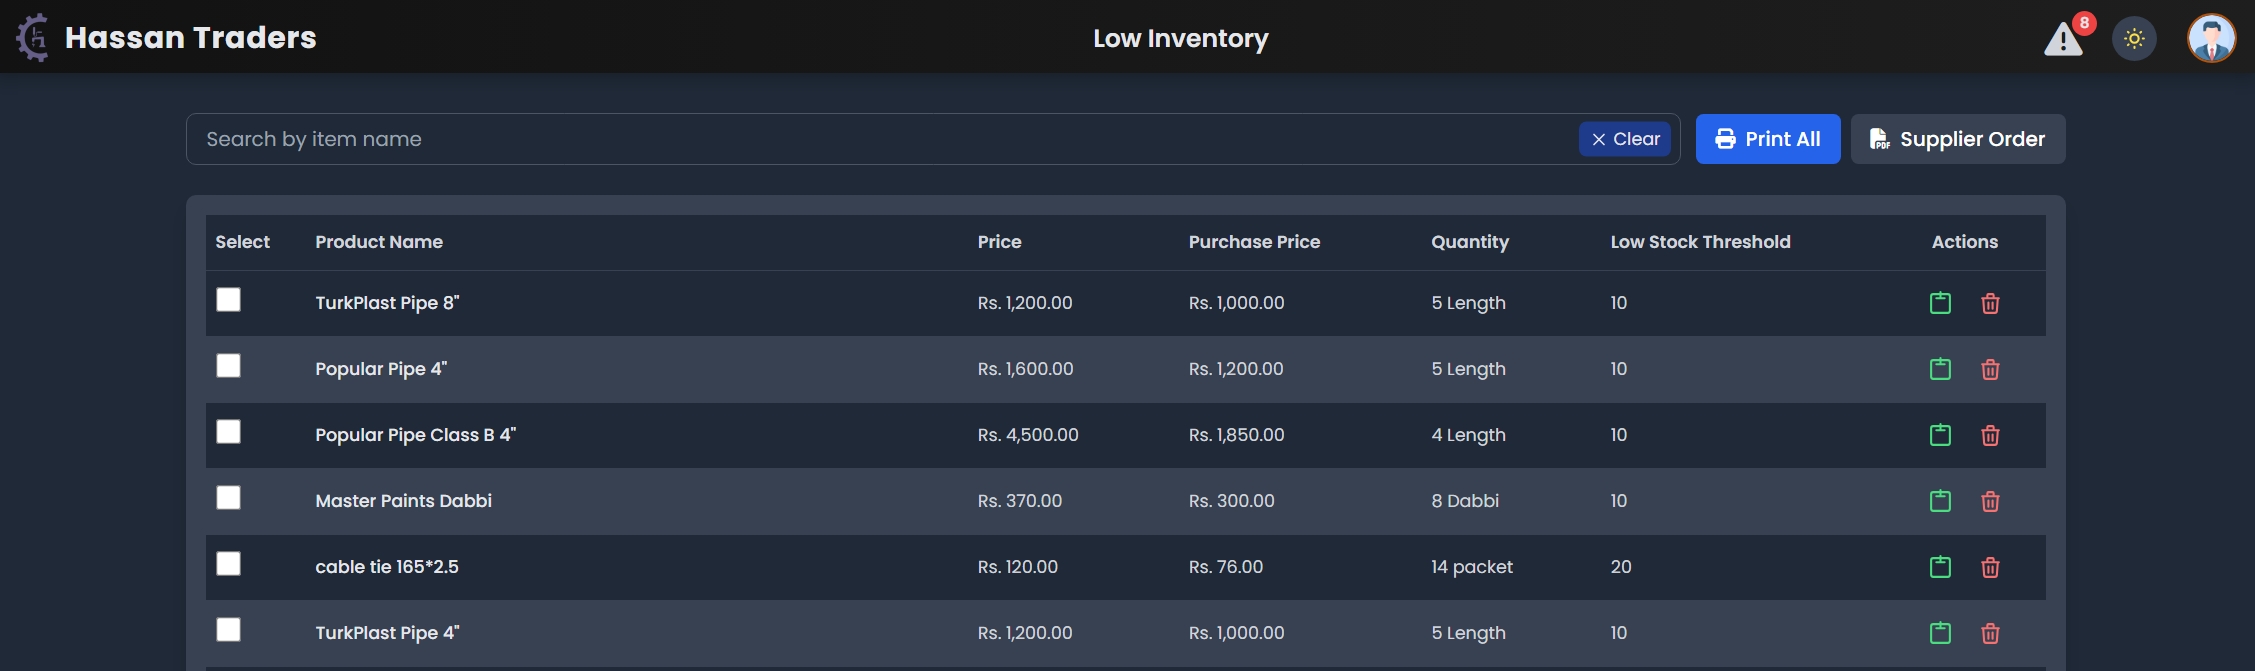 Hassan Traders
Low Inventory
8
Search by item name
Clear
Print All
PDF
Supplier Order
Select Product Name Price Purchase Price Quantity Low Stock Threshold Actions
TurkPlast Pipe 8" Rs. 1,200.00 Rs. 1,000.00 5 Length 10
Popular Pipe 4" Rs. 1,600.00 Rs. 1,200.00 5 Length 10
Popular Pipe Class B 4" Rs. 4,500.00 Rs. 1,850.00 4 Length 10
Master Paints Dabbi Rs. 370.00 Rs. 300.00 8 Dabbi 10
cable tie 165*2.5 Rs. 120.00 Rs. 76.00 14 packet 20
TurkPlast Pipe 4" Rs. 1,200.00 Rs. 1,000.00 5 Length 10